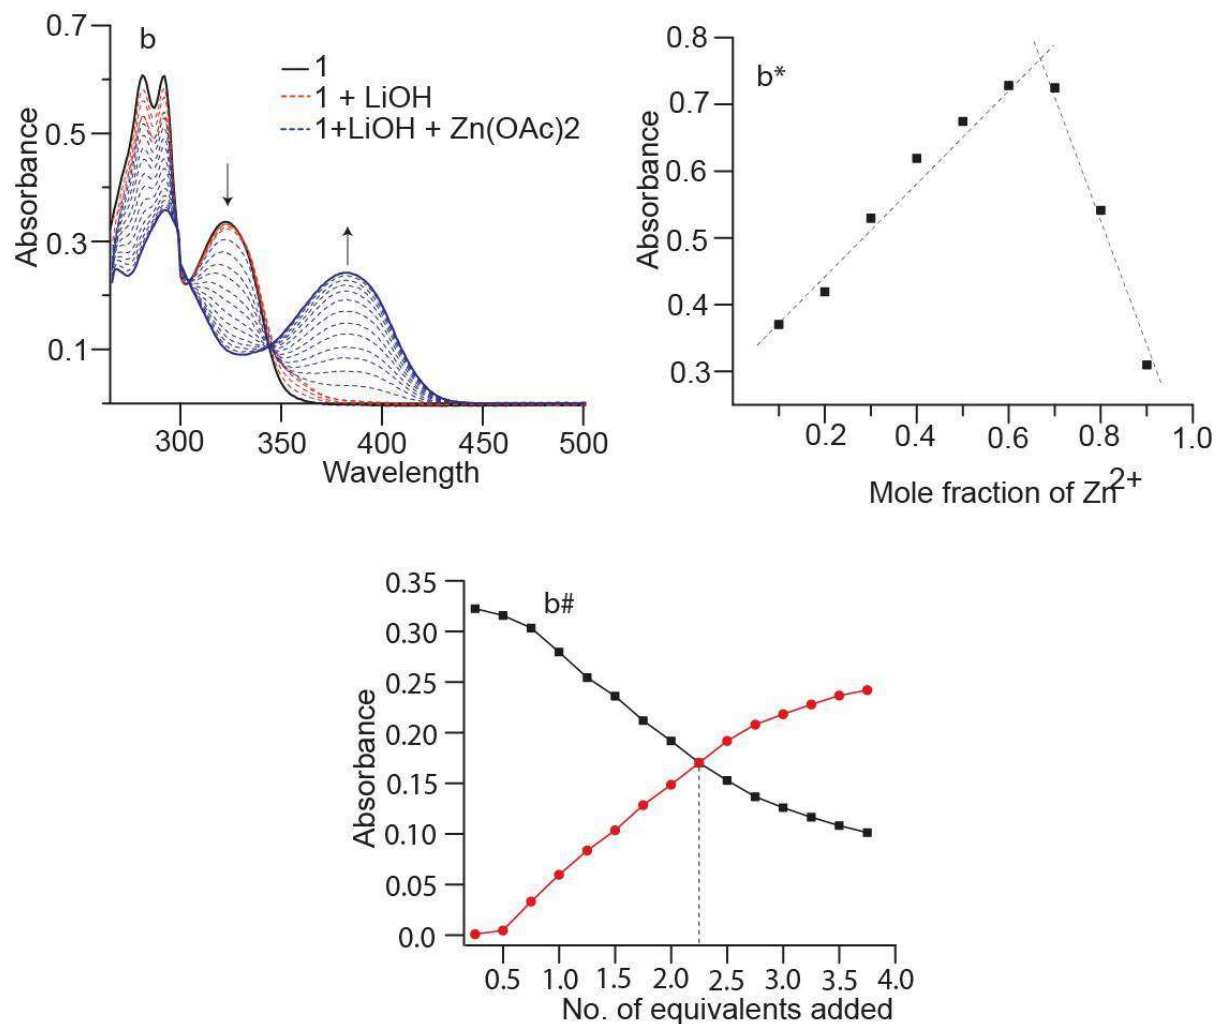 b
1
1 + LiOH
1+LiOH + Zn(OAc)2
0.7
0.5
0.3
0.1
Absorbance
300 350 400 450 500
Wavelength
b*
0.8
0.7
0.6
0.5
0.4
0.3
Absorbance
0.2 0.4 0.6 0.8 1.0
Mole fraction of Zn2+
b#
0.35
0.30
0.25
0.20
0.15
0.10
0.05
0.0
Absorbance
0.5 1.0 1.5 2.0 2.5 3.0 3.5 4.0
No. of equivalents added